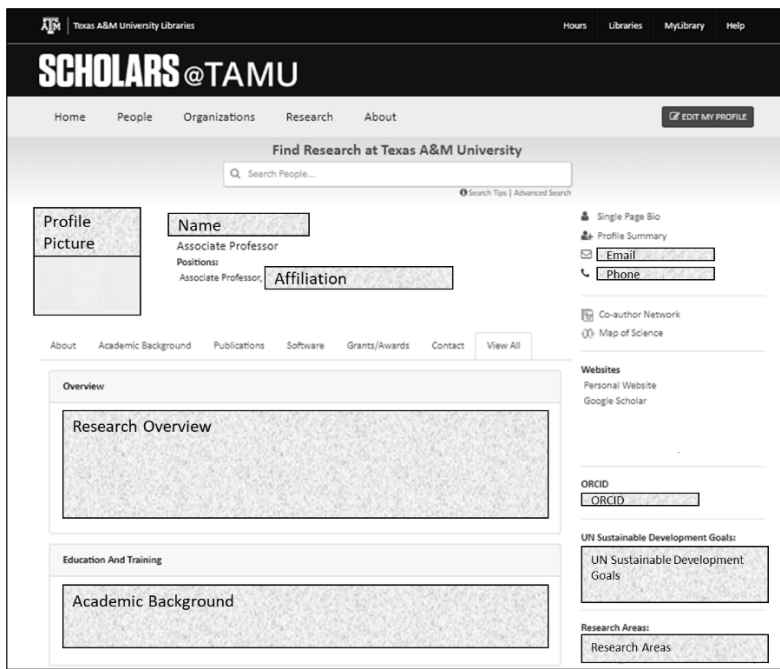 ĀM | Texas A&M University Libraries
Hours Libraries MyLibrary Help
SCHOLARS @TAMU
Home People Organizations Research About
EDIT MY PROFILE
Find Research at Texas A&M University
Search People...
Search Tips | Advanced Search
Profile
Picture
Name
Associate Professor
Positions:
Associate Professor, Affiliation
Single Page Bio
Profile Summary
Email
Phone
Co-author Network
Map of Science
About Academic Background Publications Software Grants/Awards Contact View All
Overview
Research Overview
Education And Training
Academic Background
Websites
Personal Website
Google Scholar
ORCID
ORCID
UN Sustainable Development Goals:
UN Sustainable Development
Goals
Research Areas:
Research Areas